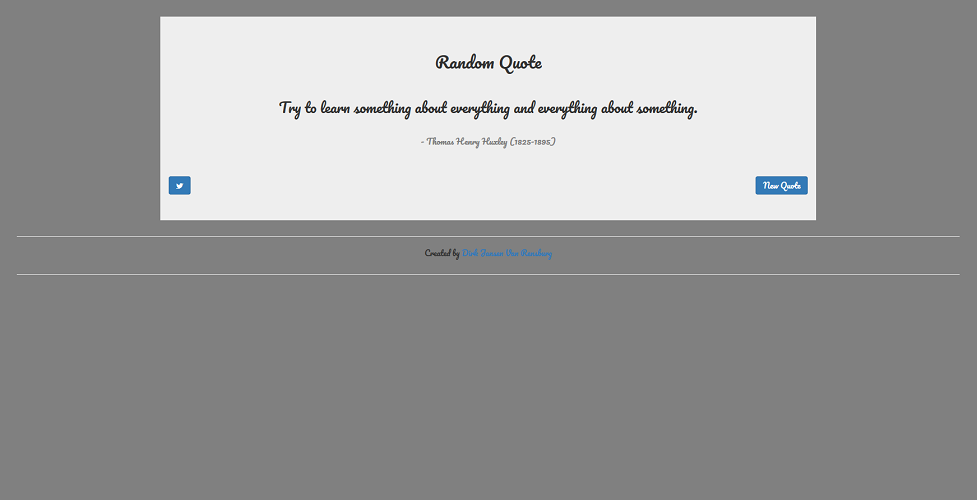 Random Quote
Try to learn something about everything and everything about something.
- Thomas Henry Huxley (1825-1895)
New Quote
Created by Dirk Jansen Van Rensburg